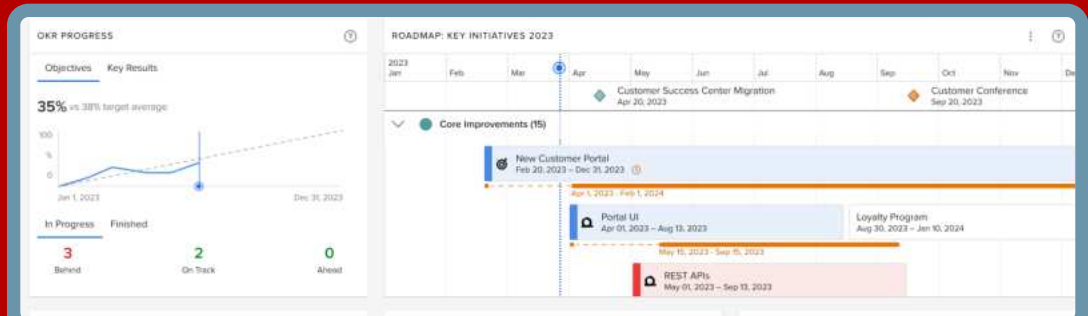 OKR PROGRESS
Objectives Key Results
35% vs 38% target average
100
%
0
Jan 1, 2023 Dec 31, 2023
In Progress Finished
3 2 0
Behind On Track Ahead
ROADMAP: KEY INITIATIVES 2023
2023
Jan Feb Mar Apr May Jun Jul Aug Sep Oct Nov De
Customer Success Center Migration
Apr 20, 2023
Customer Conference
Sep 20, 2023
Core Improvements (15)
New Customer Portal
Feb 20, 2023 – Dec 31, 2023
Apr 1, 2023 - Feb 1, 2024
Portal UI
Apr 01, 2023 – Aug 13, 2023
Loyalty Program
Aug 30, 2023 – Jan 10, 2024
May 15, 2023 - Sep 15, 2023
REST APIs
May 01, 2023 – Sep 13, 2023